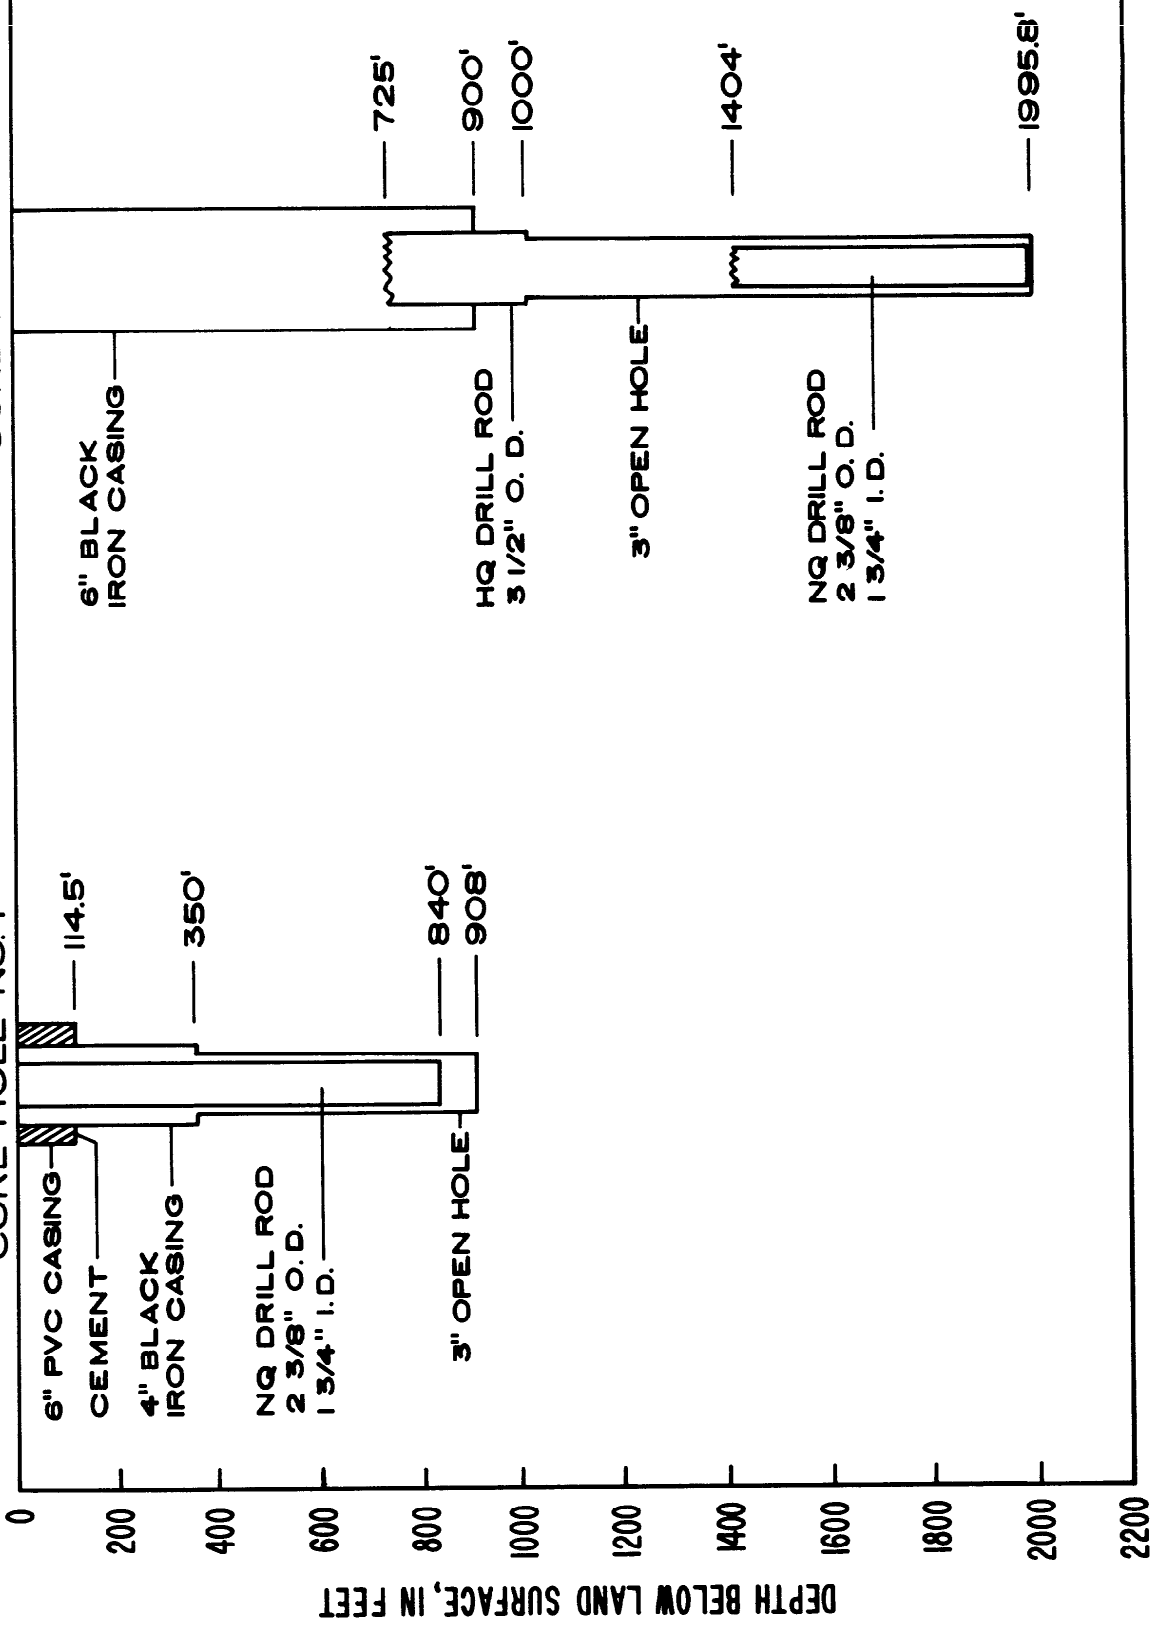 CORE HOLE NO. 1
6" PVC CASING
CEMENT
4" BLACK
IRON CASING
NQ DRILL ROD
2 3/8" O.D.
1 3/4" I.D.
3" OPEN HOLE
114.5'
350'
840'
908'
6" BLACK
IRON CASING
HQ DRILL ROD
3 1/2" O. D.
3" OPEN HOLE
NQ DRILL ROD
2 3/8" O. D.
1 3/4" I.D.
725'
900'
1000'
1404'
1995.8'
0
200
400
600
800
1000
1200
1400
1600
1800
2000
2200
DEPTH BELOW LAND SURFACE, IN FEET